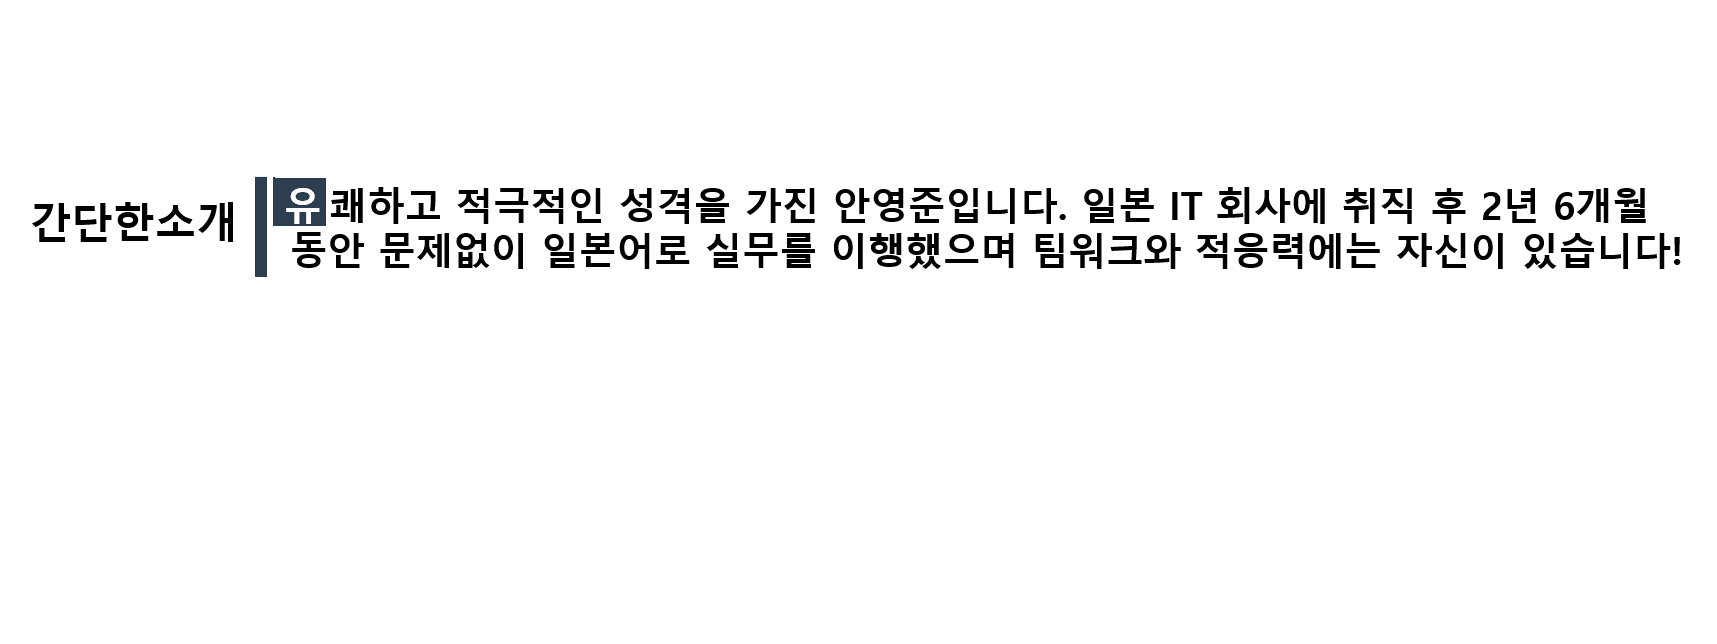 간단한소개
유쾌하고 적극적인 성격을 가진 안영준입니다. 일본 IT 회사에 취직 후 2년 6개월
동안 문제없이 일본어로 실무를 이행했으며 팀워크와 적응력에는 자신이 있습니다!